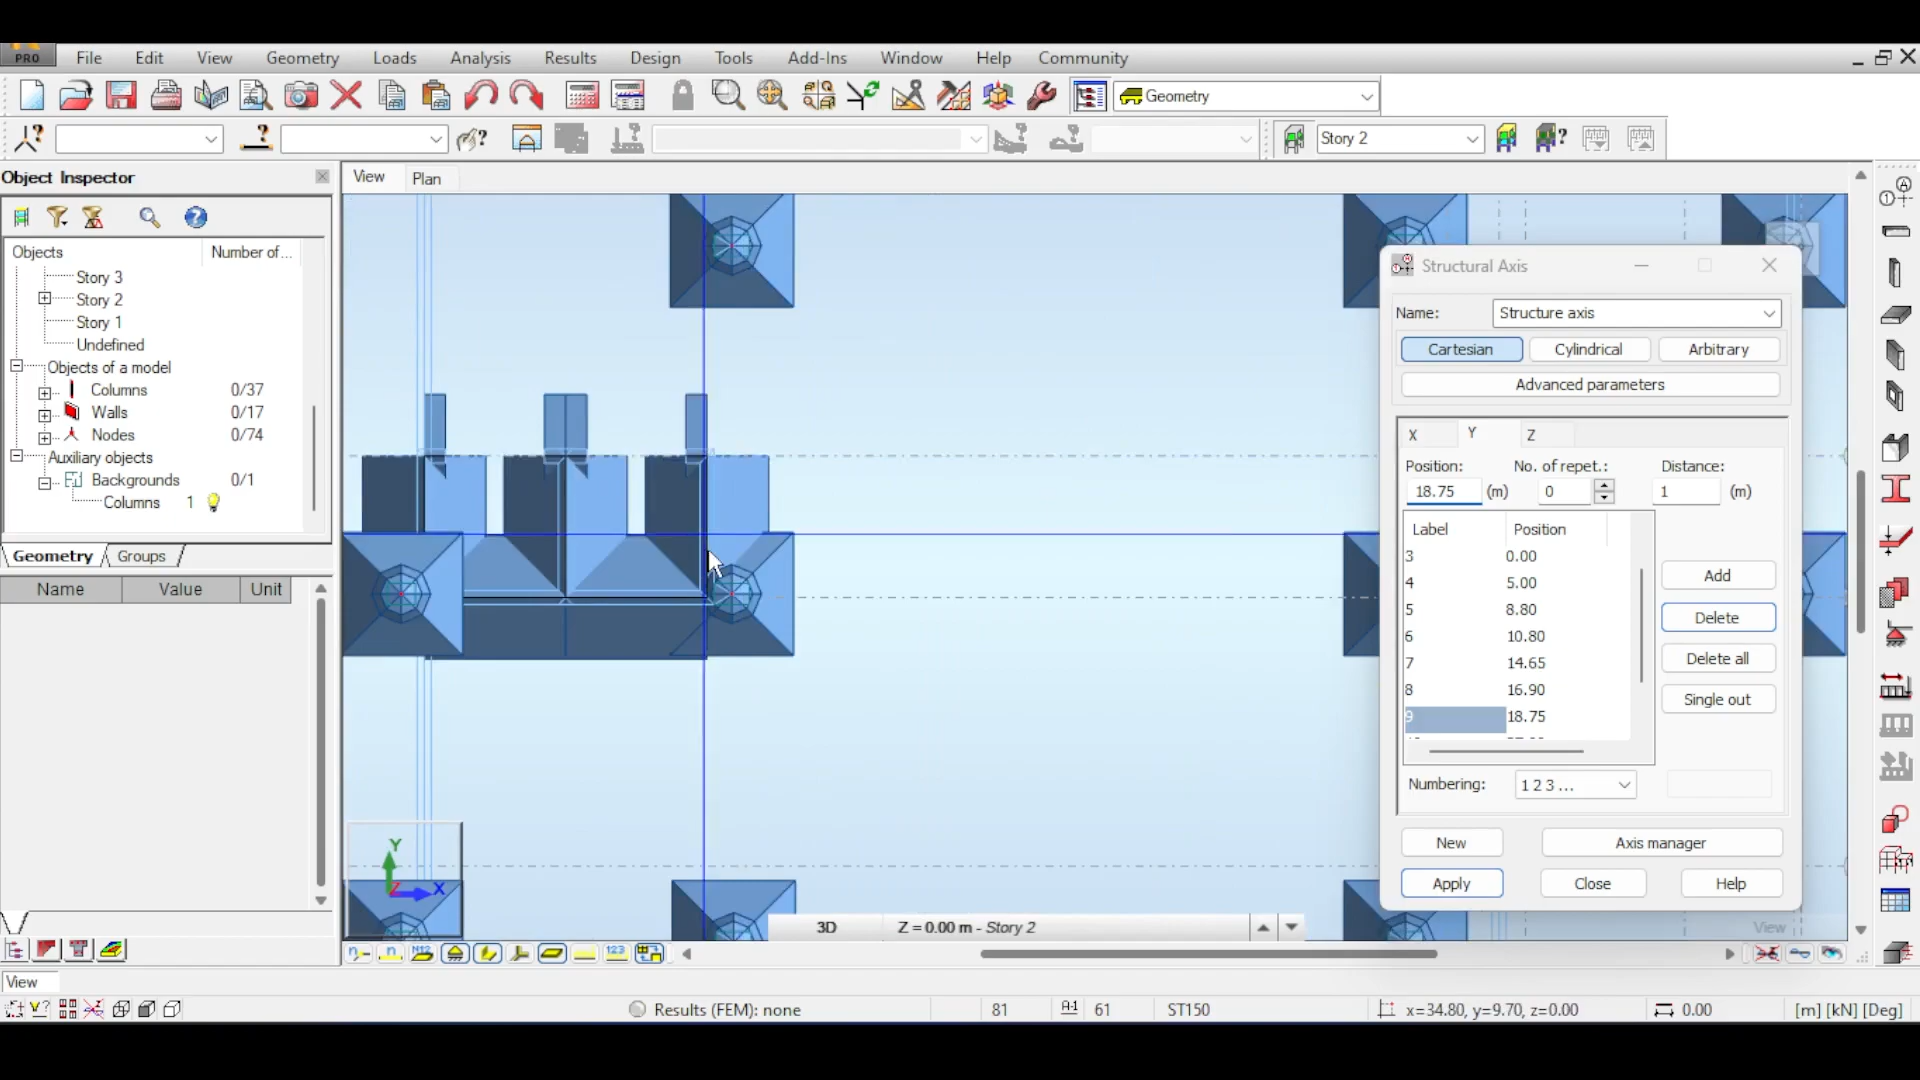 PRO File Edit View Geometry Loads Analysis Results Design Tools Add-Ins Window Help Community
Geometry
Story 2
Object Inspector
View Plan
Objects Number of...
Story 3
Story 2
Story 1
Undefined
Objects of a model
Columns 0/37
Walls 0/17
Nodes 0/74
Auxiliary objects
Backgrounds 0/1
Columns 1
Geometry Groups
Name Value Unit
Structural Axis
Name: Structure axis
Cartesian Cylindrical Arbitrary
Advanced parameters
X Y Z
Position: No. of repet.: Distance:
18.75 (m) 0 1 (m)
Label Position
3 0.00
4 5.00
5 8.80
6 10.80
7 14.65
8 16.90
9 18.75
Add
Delete
Delete all
Single out
Numbering: 1 2 3 ...
New Axis manager
Apply Close Help
Y
Z X
3D Z = 0.00 m - Story 2
View
View
Results (FEM): none 81 61 ST150 x=34.80, y=9.70, z=0.00 0.00 [m] [kN] [Deg]